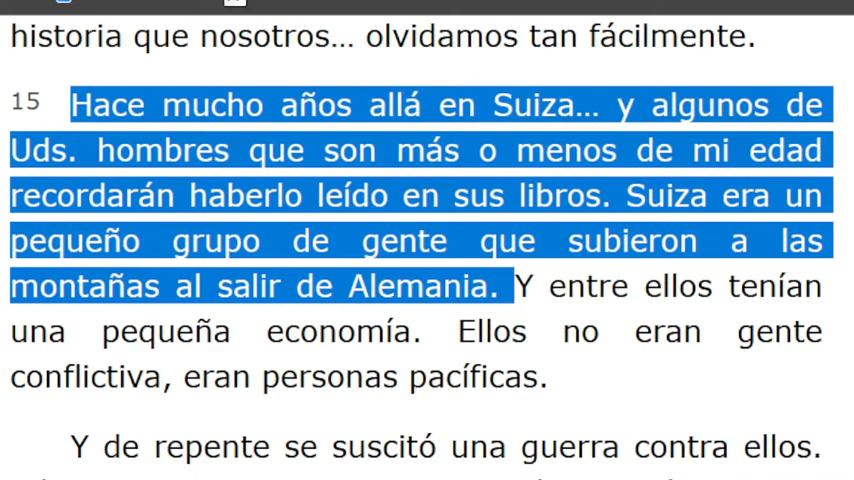 historia que nosotros… olvidamos tan fácilmente.
15 Hace mucho años allá en Suiza… y algunos de
Uds. hombres que son más o menos de mi edad
recordarán haberlo leído en sus libros. Suiza era un
pequeño grupo de gente que subieron a las
montañas al salir de Alemania. Y entre ellos tenían
una pequeña economía. Ellos no eran gente
conflictiva, eran personas pacíficas.
Y de repente se suscitó una guerra contra ellos.